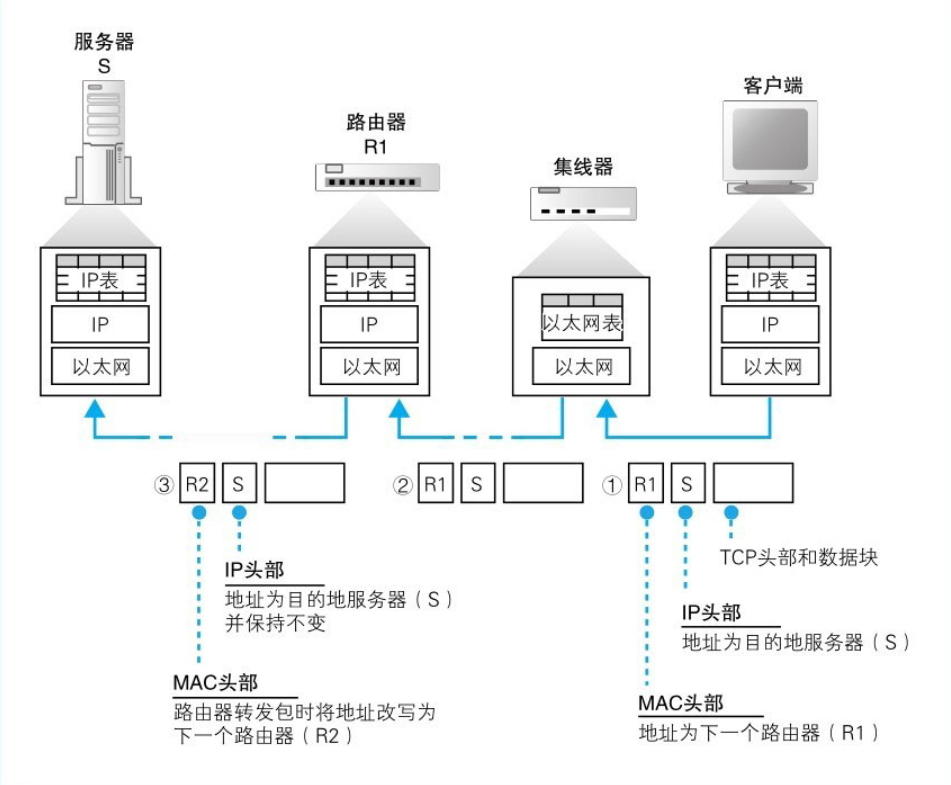 服务器
S
路由器
R1
集线器
客户端
IP表
IP
以太网
IP表
IP
以太网
以太网表
以太网
IP表
IP
以太网
③ R2 S
② R1 S
① R1 S
IP头部
地址为目的地服务器（S）
并保持不变
MAC头部
路由器转发包时将地址改写为
下一个路由器（R2）
TCP头部和数据块
IP头部
地址为目的地服务器（S）
MAC头部
地址为下一个路由器（R1）